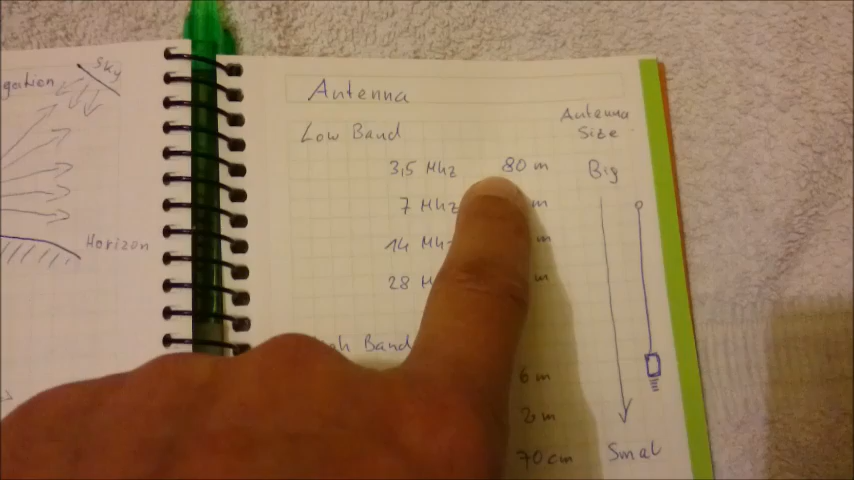 Sky
gation
Horizon
Antenna
Antenna
Size
Low Band
3,5 MHz 80 m Big
7 MHz m
14 MHz m
28 M m
Band
6 m
2 m
70 cm Smal